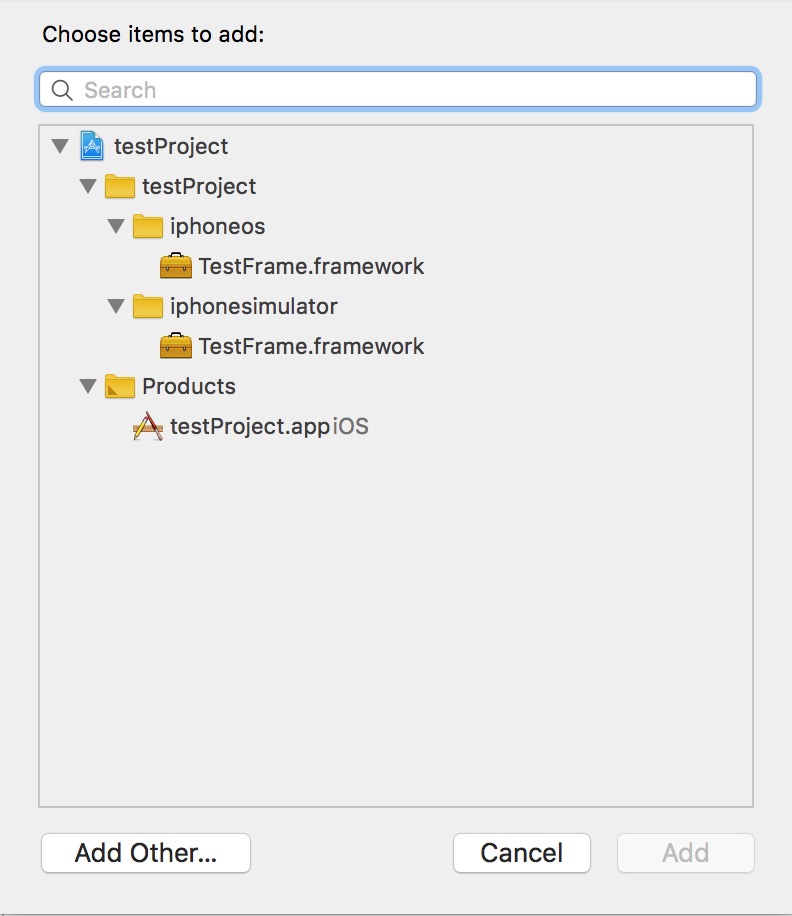 Choose items to add:
Search
testProject
testProject
iphoneos
TestFrame.framework
iphonesimulator
TestFrame.framework
Products
testProject.app iOS
Add Other...
Cancel
Add